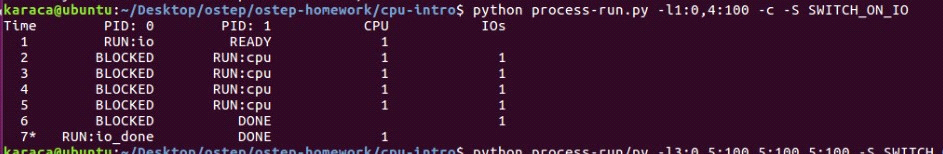 karaca@ubuntu:~/Desktop/ostep/ostep-homework/cpu-intro$ python process-run.py -l1:0,4:100 -c -S SWITCH_ON_IO
Time PID: 0 PID: 1 CPU IOs
1 RUN:io READY 1
2 BLOCKED RUN:cpu 1 1
3 BLOCKED RUN:cpu 1 1
4 BLOCKED RUN:cpu 1 1
5 BLOCKED RUN:cpu 1 1
6 BLOCKED DONE 1
7* RUN:io_done DONE 1
karaca@ubuntu:~/Desktop/ostep/ostep-homework/cpu-intro$ python process-run/py -l3:0,5:100,5:100,5:100 -S SWITCH